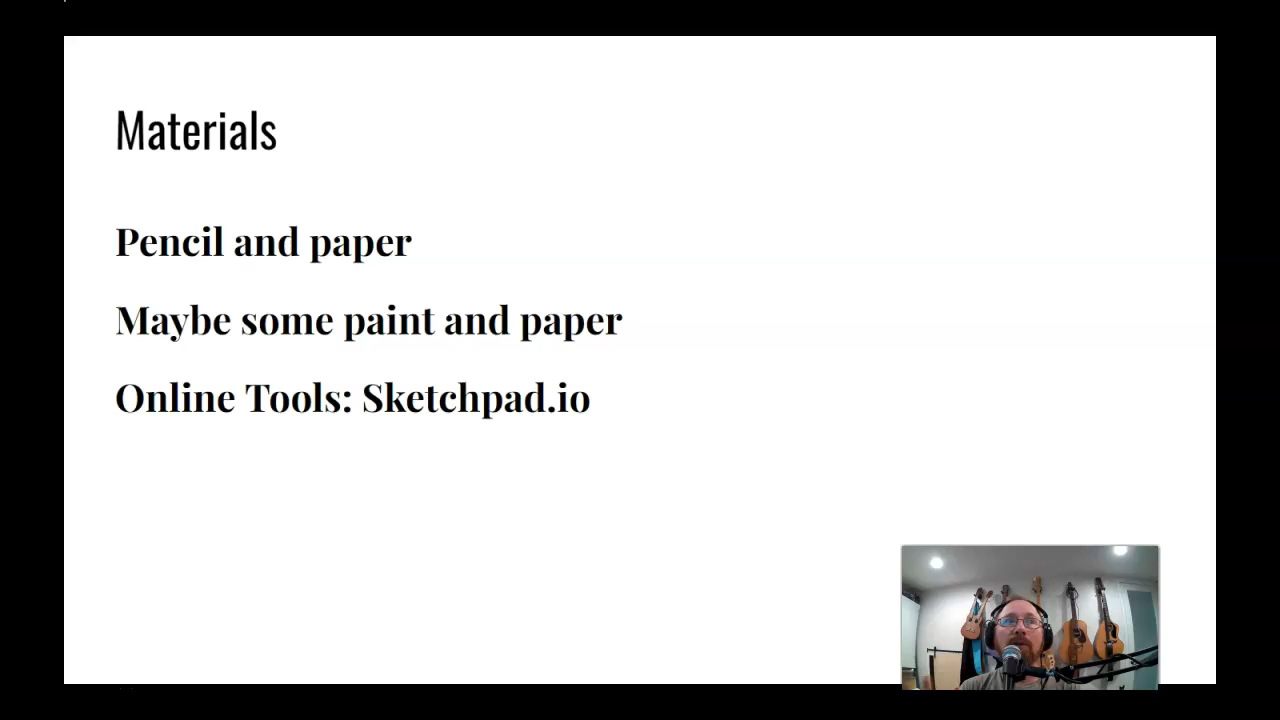 Materials
Pencil and paper
Maybe some paint and paper
Online Tools: Sketchpad.io